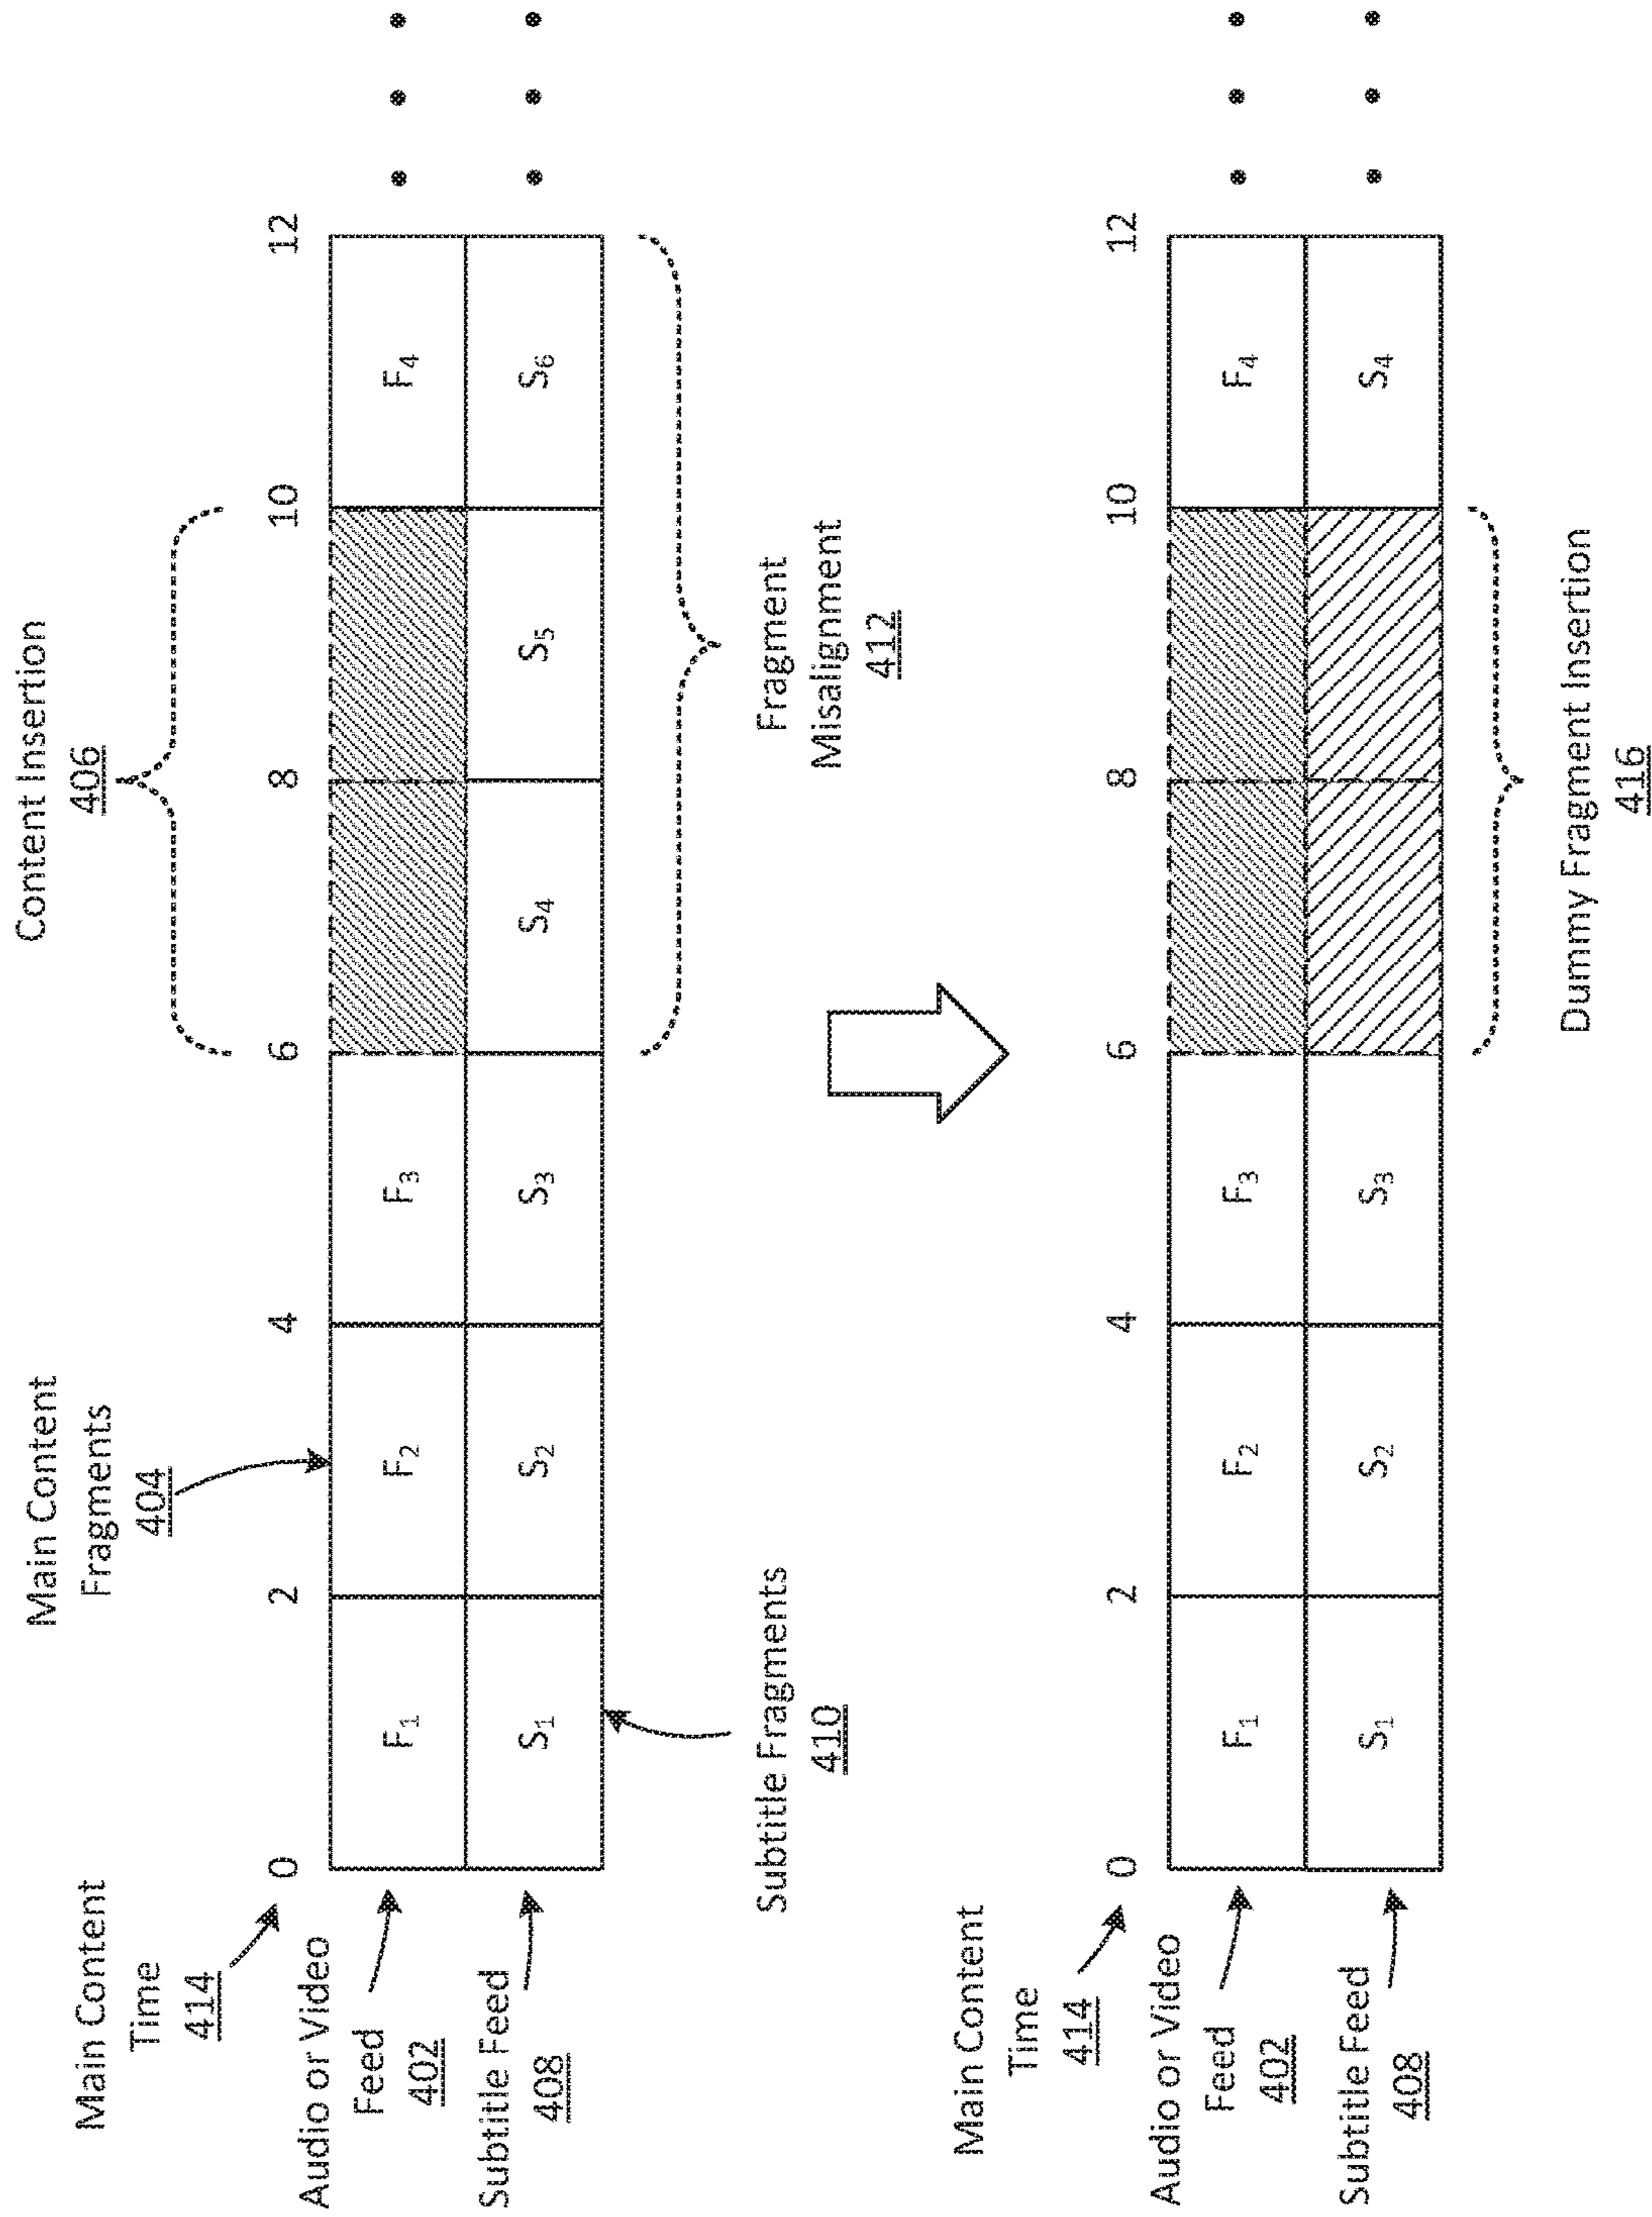 Content Insertion
406
Main Content
Fragments
404
Main Content
Time
414
0 2 4 6 8 10 12
Audio or Video
Feed
402
F1 F2 F3 F4
Subtitle Feed
408
S1 S2 S3 S4 S5 S6
Subtitle Fragments
410
Fragment
Misalignment
412
Main Content
Time
414
0 2 4 6 8 10 12
Audio or Video
Feed
402
F1 F2 F3 F4
Subtitle Feed
408
S1 S2 S3 S4
Dummy Fragment Insertion
416